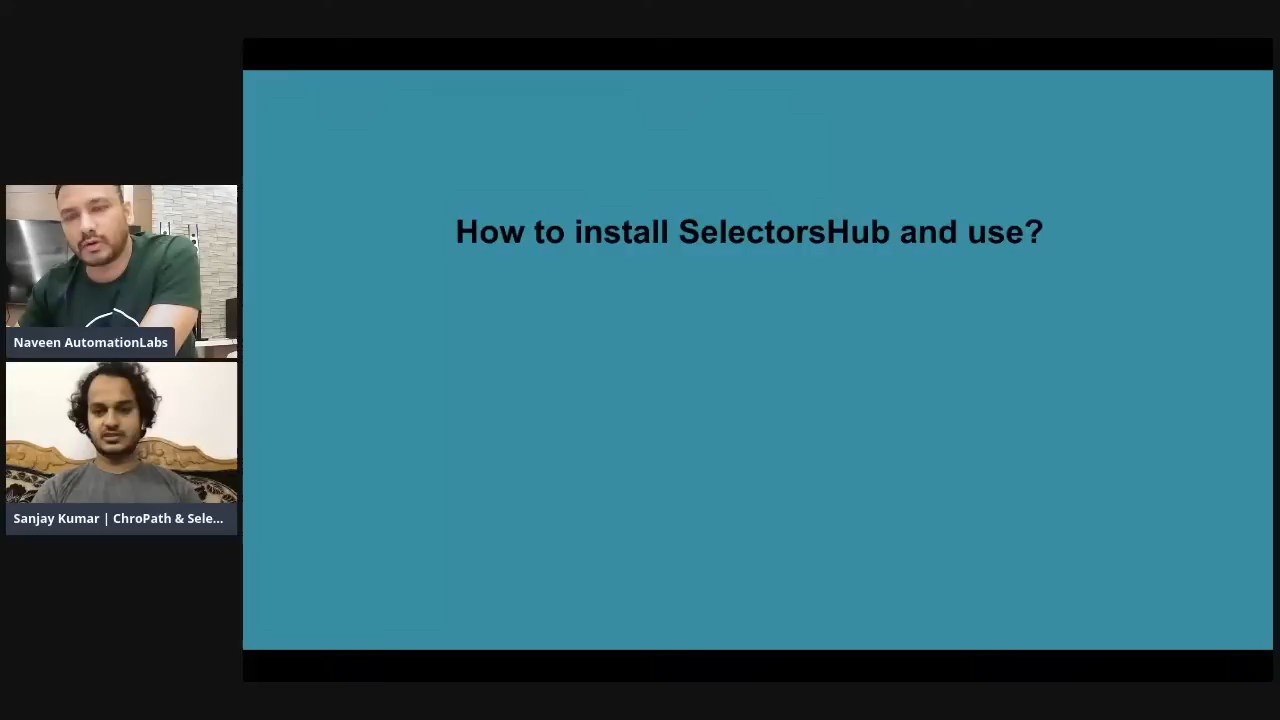 How to install SelectorsHub and use?
Naveen AutomationLabs
Sanjay Kumar | ChroPath & Sele...